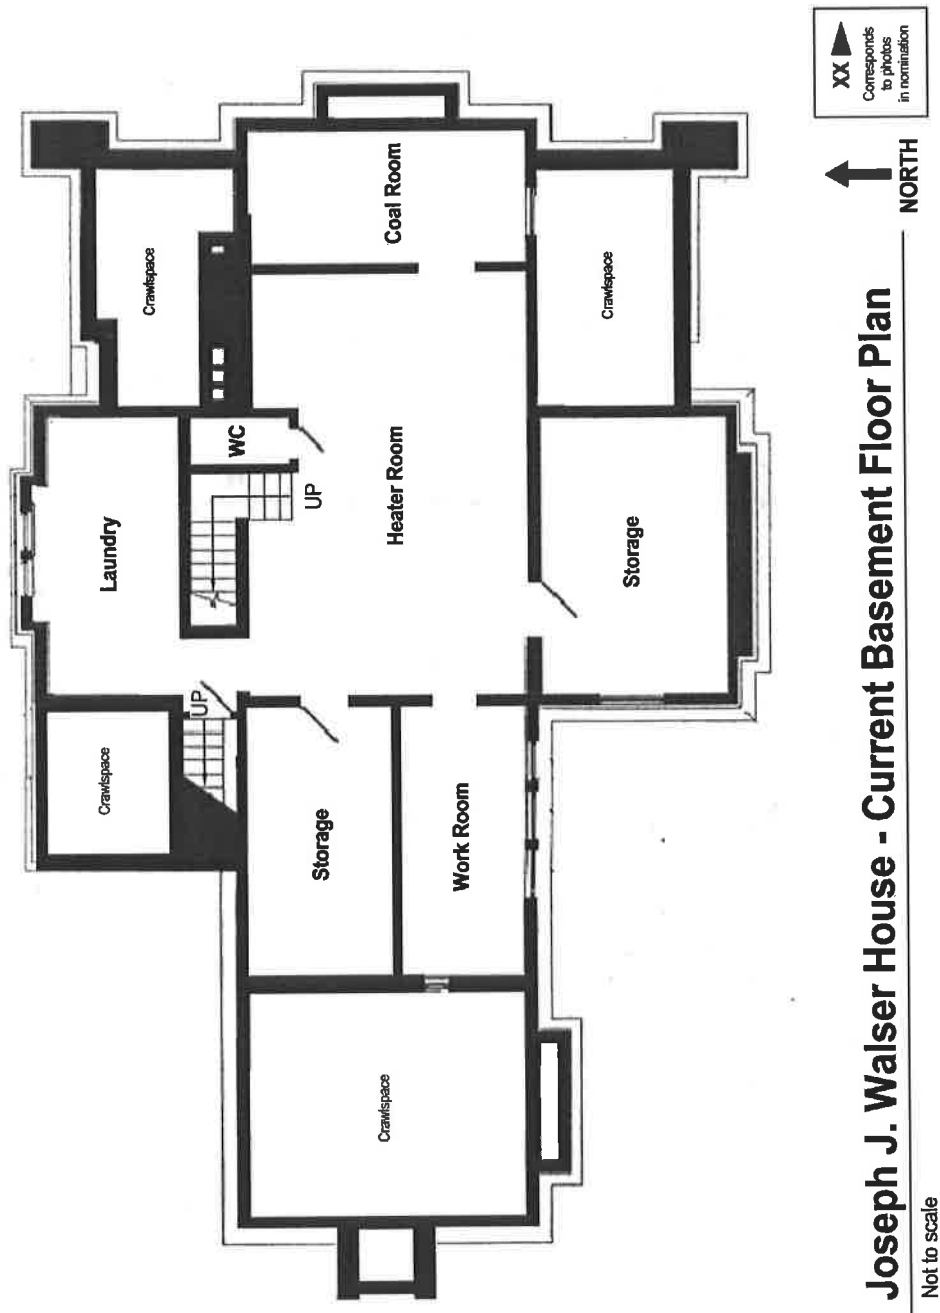 Crawlspace
Coal Room
Crawlspace
WC
UP
Laundry
Heater Room
Storage
UP
Crawlspace
Storage
Work Room
Crawlspace
XX
Corresponds
to photos
in nomination
NORTH
Joseph J. Walser House - Current Basement Floor Plan
Not to scale